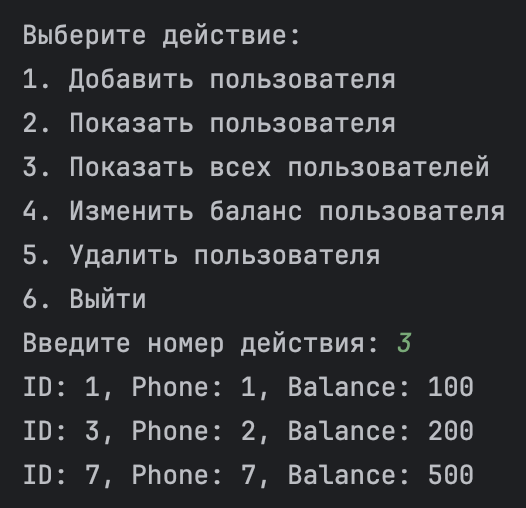 Выберите действие:
1. Добавить пользователя
2. Показать пользователя
3. Показать всех пользователей
4. Изменить баланс пользователя
5. Удалить пользователя
6. Выйти
Введите номер действия: 3
ID: 1, Phone: 1, Balance: 100
ID: 3, Phone: 2, Balance: 200
ID: 7, Phone: 7, Balance: 500